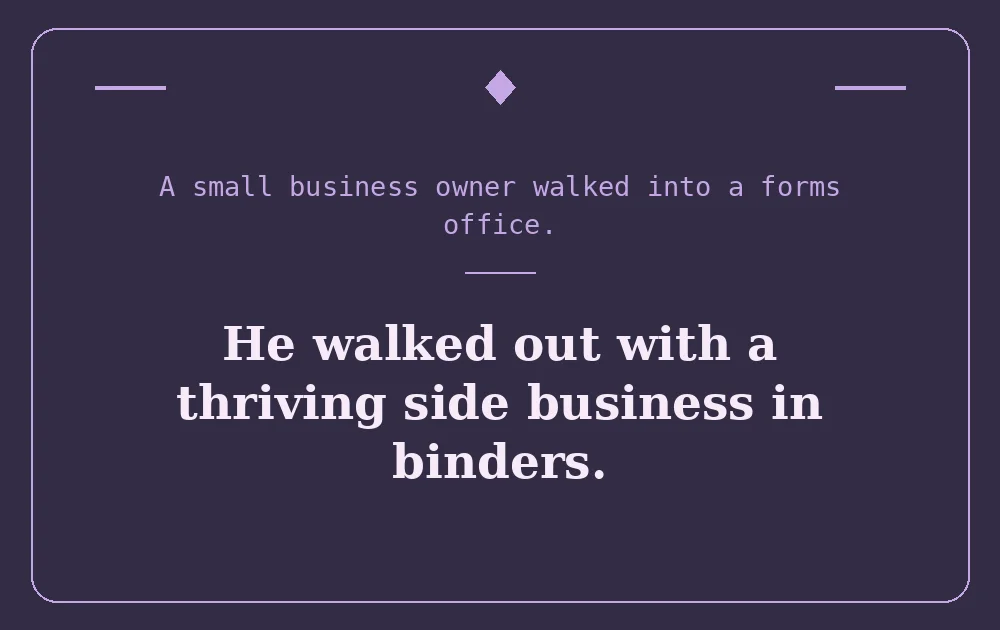 A small business owner walked into a forms
office.
He walked out with a
thriving side business in
binders.